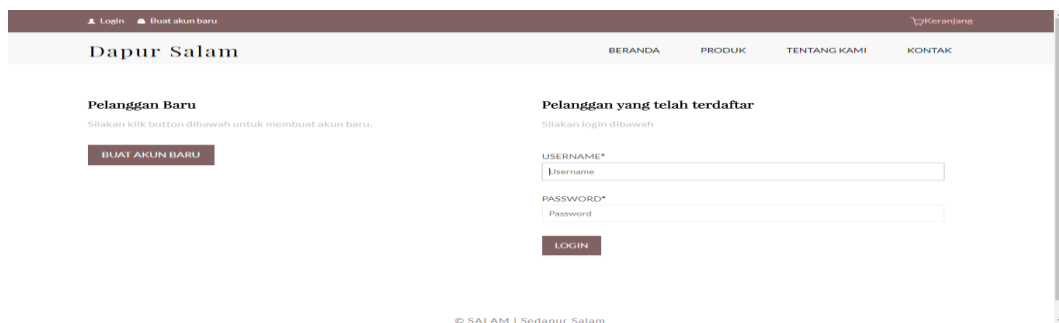 Login Buat akun baru Keranjang
Dapur Salam BERANDA PRODUK TENTANG KAMI KONTAK
Pelanggan Baru
Silakan klik button dibawah untuk membuat akun baru.
BUAT AKUN BARU
Pelanggan yang telah terdaftar
Silakan login dibawah
USERNAME*
Username
PASSWORD*
Password
LOGIN
© SALAM | Sedapur Salam